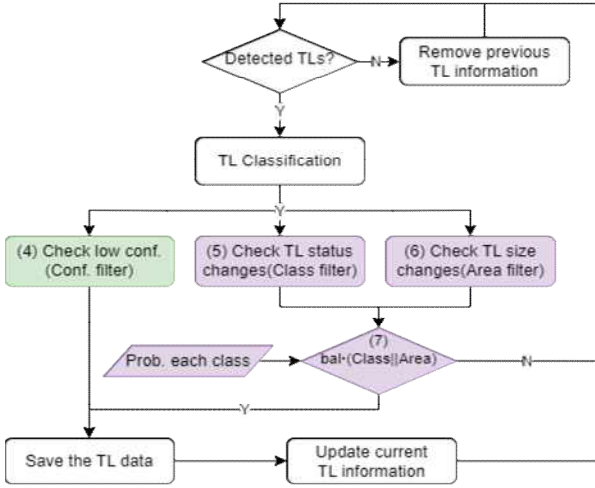 Detected TLs?
N
Remove previous
TL information
Y
TL Classification
Y
(4) Check low conf.
(Conf. filter)
(5) Check TL status
changes(Class filter)
(6) Check TL size
changes(Area filter)
Prob. each class
(7)
bal·(Class||Area)
N
Y
Save the TL data
Update current
TL information